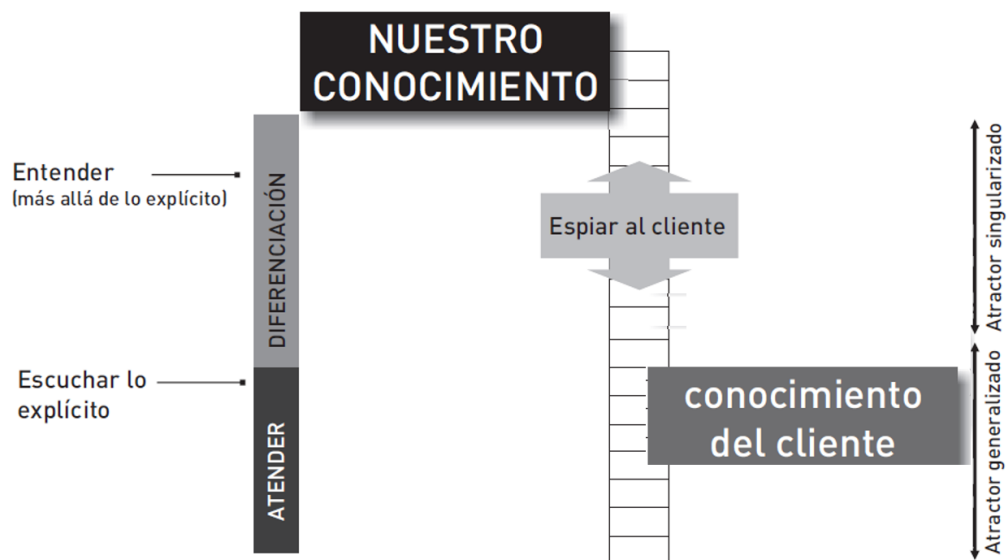 NUESTRO
CONOCIMIENTO
Entender
(más allá de lo explícito)
DIFERENCIACIÓN
Espiar al cliente
Atractor singularizado
Escuchar lo
explícito
ATENDER
conocimiento
del cliente
Atractor generalizado